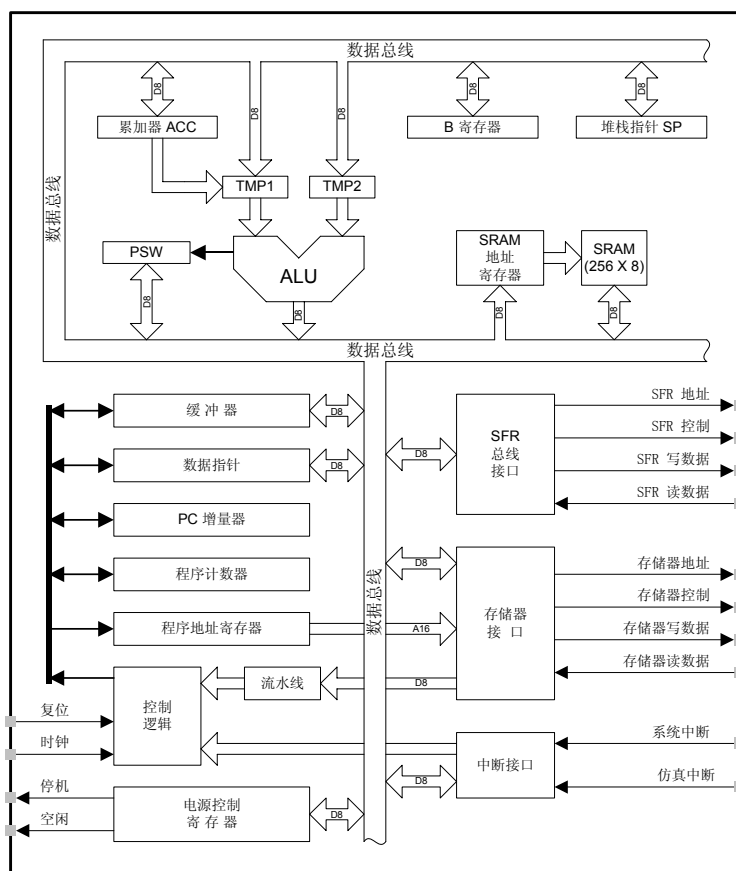 数据总线
D8
D8
D8
D8
D8
累加器 ACC
B 寄存器
堆栈指针 SP
数据总线
TMP1
TMP2
PSW
ALU
SRAM
地址
寄存器
SRAM
(256 X 8)
D8
D8
D8
D8
数据总线
缓 冲 器
D8
数据指针
D8
PC 增量器
程序计数器
程序地址寄存器
A16
数据总线
D8
SFR
总线
接口
SFR 地址
SFR 控制
SFR 写数据
SFR 读数据
D8
存储器
接 口
存储器地址
存储器控制
存储器写数据
存储器读数据
控制
逻辑
流水线
D8
复位
时钟
中断接口
D8
系统中断
仿真中断
停机
空闲
电源控制
寄 存 器
D8